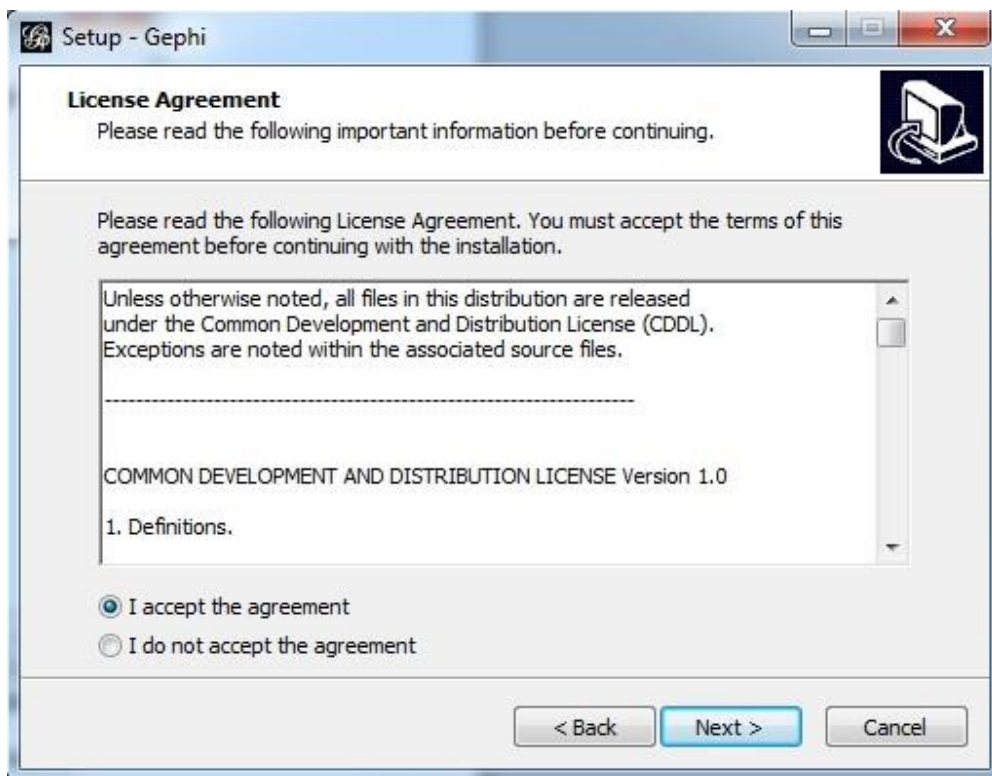 Setup - Gephi
License Agreement
Please read the following important information before continuing.
Please read the following License Agreement. You must accept the terms of this
agreement before continuing with the installation.
Unless otherwise noted, all files in this distribution are released
under the Common Development and Distribution License (CDDL).
Exceptions are noted within the associated source files.
-------------------------------------------------------------------
COMMON DEVELOPMENT AND DISTRIBUTION LICENSE Version 1.0
1. Definitions.
I accept the agreement
I do not accept the agreement
< Back Next > Cancel